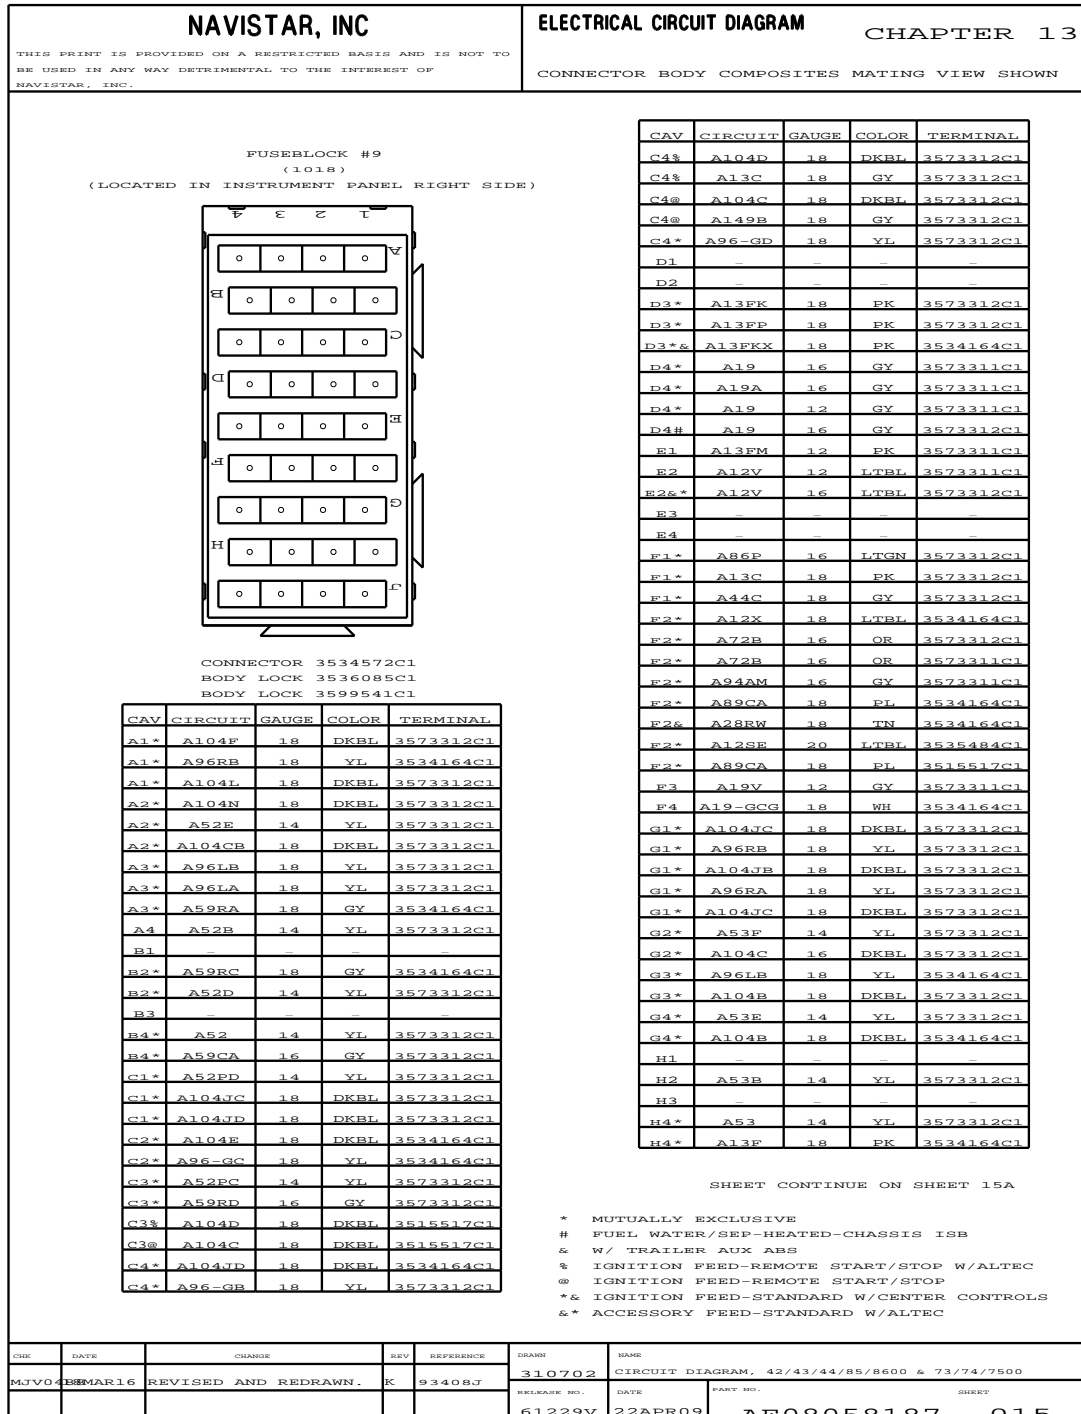 NAVISTAR, INC
THIS PRINT IS PROVIDED ON A RESTRICTED BASIS AND IS NOT TO
BE USED IN ANY WAY DETRIMENTAL TO THE INTEREST OF
NAVISTAR, INC.
ELECTRICAL CIRCUIT DIAGRAM
CHAPTER 13
CONNECTOR BODY COMPOSITES MATING VIEW SHOWN
FUSEBLOCK #9
(1018)
(LOCATED IN INSTRUMENT PANEL RIGHT SIDE)
4 3 2 1
A
B
C
D
E
F
G
H
J
CONNECTOR 3534572C1
BODY LOCK 3536085C1
BODY LOCK 3599541C1
CAV CIRCUIT GAUGE COLOR TERMINAL
A1* A104F 18 DKBL 3573312C1
A1* A96RB 18 YL 3534164C1
A1* A104L 18 DKBL 3573312C1
A2* A104N 18 DKBL 3573312C1
A2* A52E 14 YL 3573312C1
A2* A104CB 18 DKBL 3573312C1
A3* A96LB 18 YL 3573312C1
A3* A96LA 18 YL 3573312C1
A3* A59RA 18 GY 3534164C1
A4 A52B 14 YL 3573312C1
B1 – – – –
B2* A59RC 18 GY 3534164C1
B2* A52D 14 YL 3573312C1
B3 – – – –
B4* A52 14 YL 3573312C1
B4* A59CA 16 GY 3573312C1
C1* A52PD 14 YL 3573312C1
C1* A104JC 18 DKBL 3573312C1
C1* A104JD 18 DKBL 3573312C1
C2* A104E 18 DKBL 3534164C1
C2* A96-GC 18 YL 3534164C1
C3* A52PC 14 YL 3573312C1
C3* A59RD 16 GY 3573312C1
C3% A104D 18 DKBL 3515517C1
C3@ A104C 18 DKBL 3515517C1
C4* A104JD 18 DKBL 3534164C1
C4* A96-GB 18 YL 3573312C1
CAV CIRCUIT GAUGE COLOR TERMINAL
C4% A104D 18 DKBL 3573312C1
C4% A13C 18 GY 3573312C1
C4@ A104C 18 DKBL 3573312C1
C4@ A149B 18 GY 3573312C1
C4* A96-GD 18 YL 3573312C1
D1 – – – –
D2 – – – –
D3* A13FK 18 PK 3573312C1
D3* A13FP 18 PK 3573312C1
D3*& A13FKX 18 PK 3534164C1
D4* A19 16 GY 3573311C1
D4* A19A 16 GY 3573311C1
D4* A19 12 GY 3573311C1
D4# A19 16 GY 3573312C1
E1 A13FM 12 PK 3573311C1
E2 A12V 12 LTBL 3573311C1
E2&* A12V 16 LTBL 3573312C1
E3 – – – –
E4 – – – –
F1* A86P 16 LTGN 3573312C1
F1* A13C 18 PK 3573312C1
F1* A44C 18 GY 3573312C1
F2* A12X 18 LTBL 3534164C1
F2* A72B 16 OR 3573312C1
F2* A72B 16 OR 3573311C1
F2* A94AM 16 GY 3573311C1
F2* A89CA 18 PL 3534164C1
F2& A28RW 18 TN 3534164C1
F2* A12SE 20 LTBL 3535484C1
F2* A89CA 18 PL 3515517C1
F3 A19V 12 GY 3573311C1
F4 A19-GCG 18 WH 3534164C1
G1* A104JC 18 DKBL 3573312C1
G1* A96RB 18 YL 3573312C1
G1* A104JB 18 DKBL 3573312C1
G1* A96RA 18 YL 3573312C1
G1* A104JC 18 DKBL 3573312C1
G2* A53F 14 YL 3573312C1
G2* A104C 16 DKBL 3573312C1
G3* A96LB 18 YL 3534164C1
G3* A104B 18 DKBL 3573312C1
G4* A53E 14 YL 3573312C1
G4* A104B 18 DKBL 3534164C1
H1 – – – –
H2 A53B 14 YL 3573312C1
H3 – – – –
H4* A53 14 YL 3573312C1
H4* A13F 18 PK 3534164C1
SHEET CONTINUE ON SHEET 15A
* MUTUALLY EXCLUSIVE
# FUEL WATER/SEP-HEATED-CHASSIS ISB
& W/ TRAILER AUX ABS
% IGNITION FEED-REMOTE START/STOP W/ALTEC
@ IGNITION FEED-REMOTE START/STOP
*& IGNITION FEED-STANDARD W/CENTER CONTROLS
&* ACCESSORY FEED-STANDARD W/ALTEC
CHK DATE CHANGE REV REFERENCE
REVISED AND REDRAWN. K 93408J
DRAWN
310702
NAME
CIRCUIT DIAGRAM, 42/43/44/85/8600 & 73/74/7500
RELEASE NO.
61229V
DATE
22APR09
PART NO.
AE08058187
SHEET
015